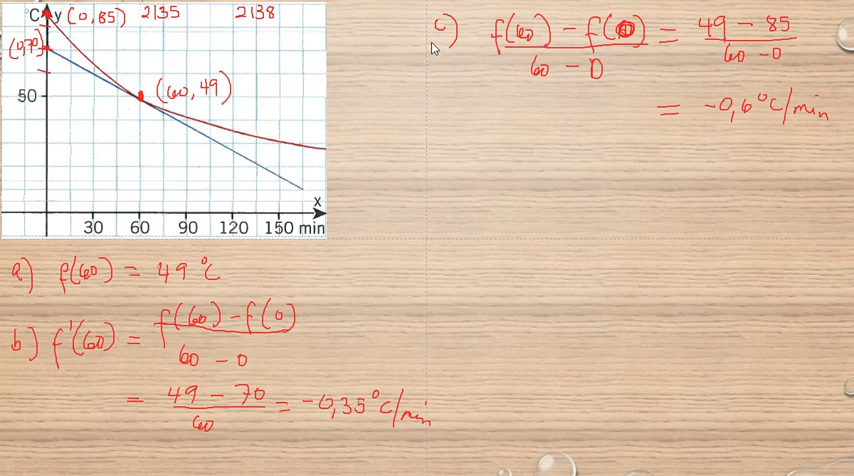 °C y (0,85) 2135 2138
(0,70)
50
(60, 49)
x
30 60 90 120 150 min
a) f(60) = 49 °C
b) f'(60) = f(60) - f(0)
60 - 0
= 49 - 70 = -0,35°C/min
60
c) f(60) - f(0) = 49 - 85
60 - 0 60 - 0
= -0,6°C/min